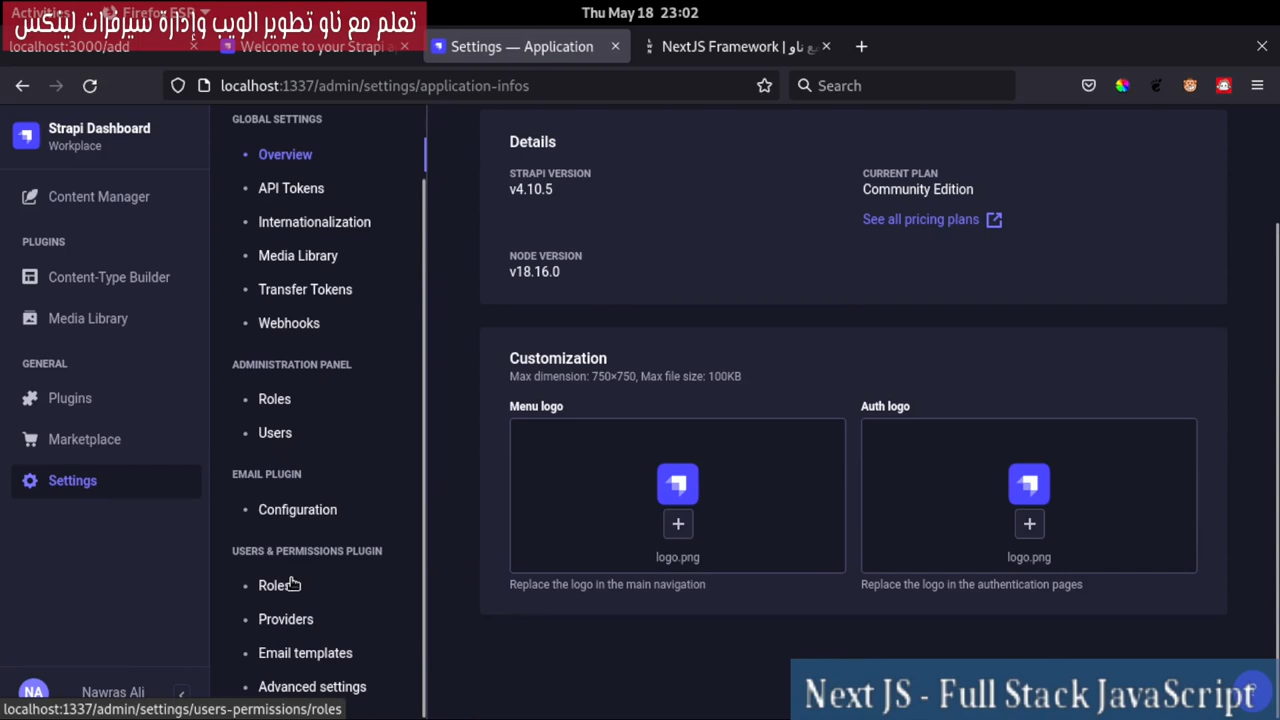 Activities
Firefox ESR
Thu May 18 23:02
تعلم مع ناو تطوير الويب وإدارة سيرفرات لينكس
localhost:3000/add
Welcome to your Strapi a
Settings — Application
NextJS Framework | مع ناو
localhost:1337/admin/settings/application-infos
Search
Strapi Dashboard
Workplace
Content Manager
PLUGINS
Content-Type Builder
Media Library
GENERAL
Plugins
Marketplace
Settings
NA
Nawras Ali
GLOBAL SETTINGS
Overview
API Tokens
Internationalization
Media Library
Transfer Tokens
Webhooks
ADMINISTRATION PANEL
Roles
Users
EMAIL PLUGIN
Configuration
USERS & PERMISSIONS PLUGIN
Roles
Providers
Email templates
Advanced settings
Details
STRAPI VERSION
v4.10.5
CURRENT PLAN
Community Edition
See all pricing plans
NODE VERSION
v18.16.0
Customization
Max dimension: 750×750, Max file size: 100KB
Menu logo
Auth logo
logo.png
logo.png
Replace the logo in the main navigation
Replace the logo in the authentication pages
localhost:1337/admin/settings/users-permissions/roles
Next JS - Full Stack JavaScript